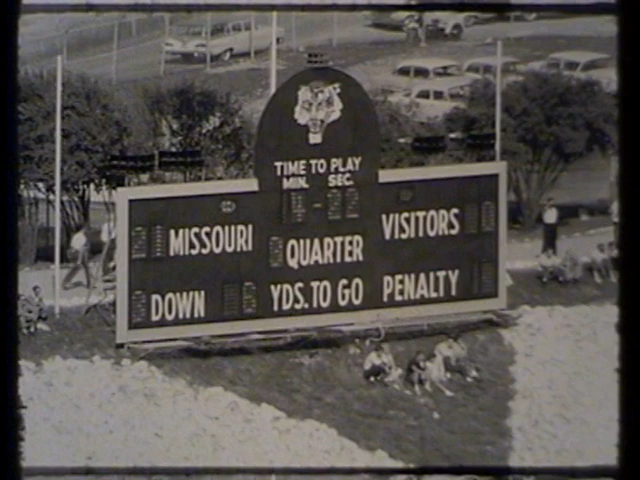 TIME TO PLAY
MIN. SEC.
MISSOURI
VISITORS
QUARTER
DOWN
YDS. TO GO
PENALTY